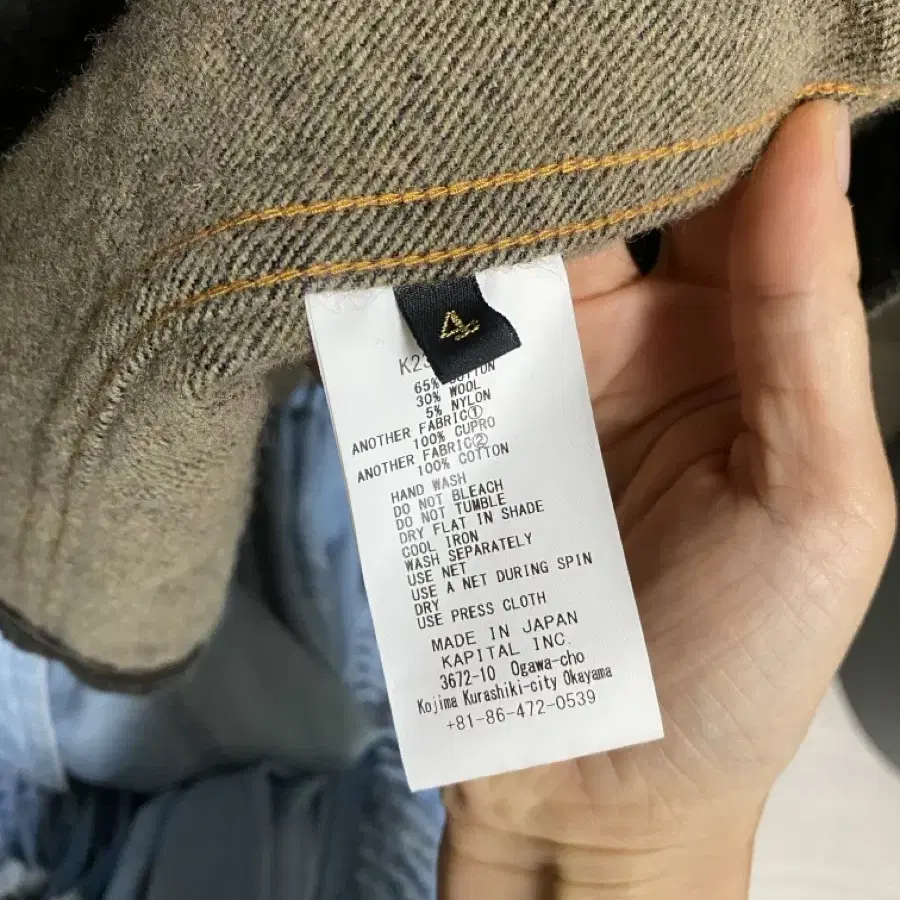 4
K23
65% COTTON
30% WOOL
5% NYLON
ANOTHER FABRIC①
100% CUPRO
ANOTHER FABRIC②
100% COTTON
HAND WASH
DO NOT BLEACH
DO NOT TUMBLE
DRY FLAT IN SHADE
COOL IRON
WASH SEPARATELY
USE NET
USE A NET DURING SPIN
DRY
USE PRESS CLOTH
MADE IN JAPAN
KAPITAL INC.
3672-10 Ogawa-cho
Kojima Kurashiki-city Okayama
+81-86-472-0539